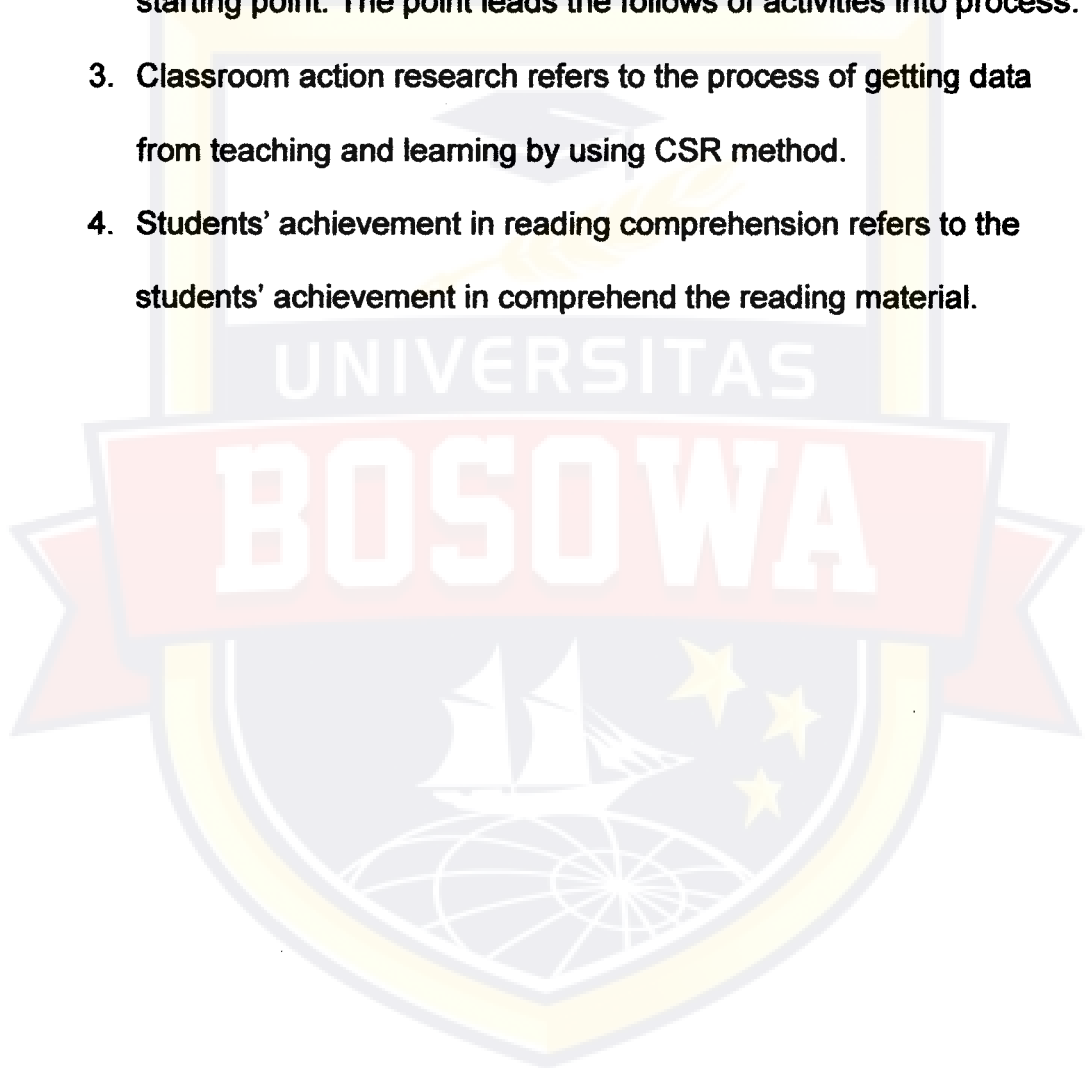 starting point. The point leads the follows of activities into process.
3. Classroom action research refers to the process of getting data
from teaching and learning by using CSR method.
4. Students’ achievement in reading comprehension refers to the
students’ achievement in comprehend the reading material.
UNIVERSITAS
BOSOWA